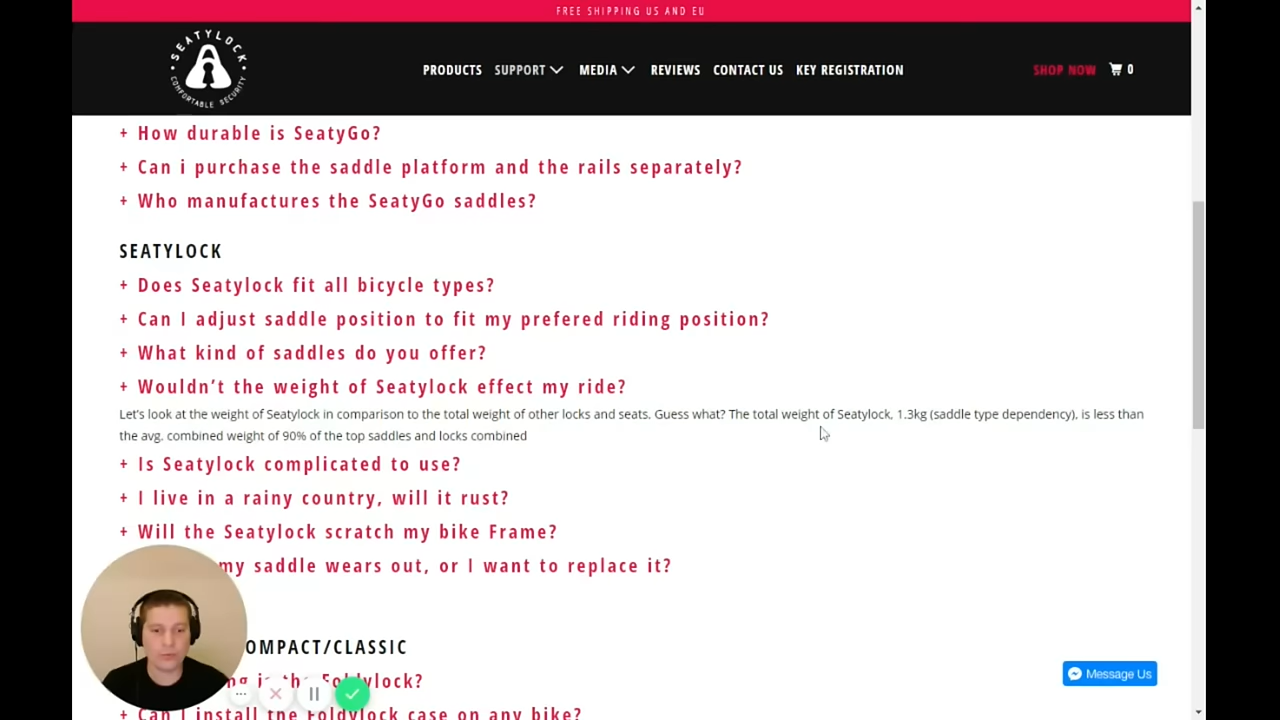 FREE SHIPPING US AND EU
SEATYLOCK
COMFORTABLE SECURITY
PRODUCTS SUPPORT MEDIA REVIEWS CONTACT US KEY REGISTRATION SHOP NOW 0
+ How durable is SeatyGo?
+ Can i purchase the saddle platform and the rails separately?
+ Who manufactures the SeatyGo saddles?
SEATYLOCK
+ Does Seatylock fit all bicycle types?
+ Can I adjust saddle position to fit my prefered riding position?
+ What kind of saddles do you offer?
+ Wouldn’t the weight of Seatylock effect my ride?
Let’s look at the weight of Seatylock in comparison to the total weight of other locks and seats. Guess what? The total weight of Seatylock, 1.3kg (saddle type dependency), is less than
the avg. combined weight of 90% of the top saddles and locks combined
+ Is Seatylock complicated to use?
+ I live in a rainy country, will it rust?
+ Will the Seatylock scratch my bike Frame?
my saddle wears out, or I want to replace it?
OMPACT/CLASSIC
is the Foldylock?
+ Can I install the Foldylock case on any bike?
Message Us